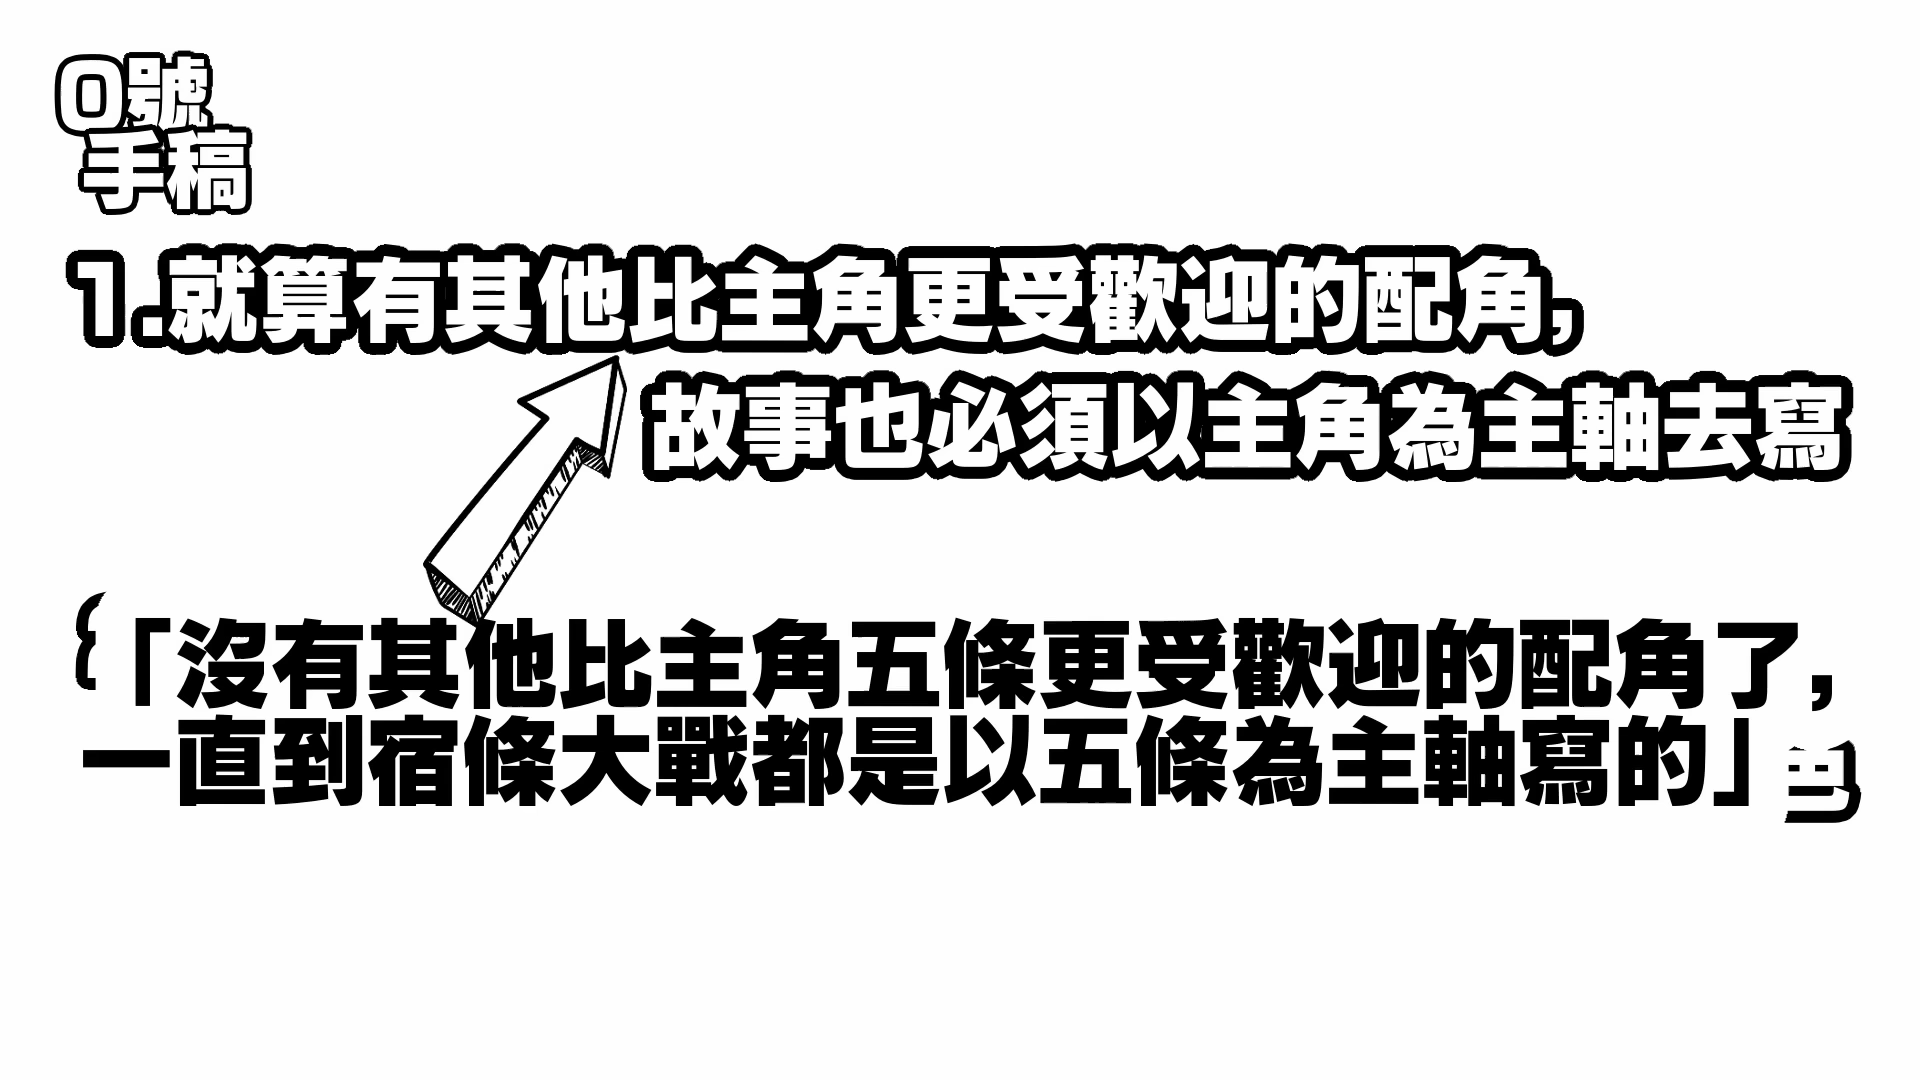 0號
手稿
1.就算有其他比主角更受歡迎的配角,
故事也必須以主角為主軸去寫
「沒有其他比主角五條更受歡迎的配角了,
一直到宿條大戰都是以五條為主軸寫的」